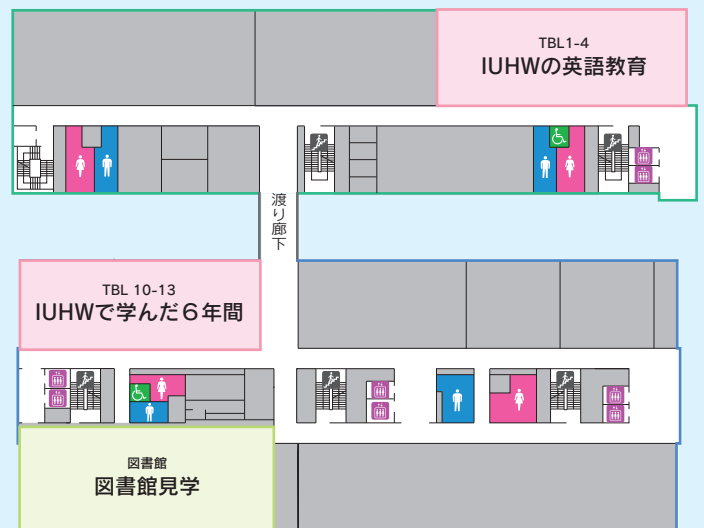 TBL1-4
IUHWの英語教育
渡り廊下
TBL 10-13
IUHWで学んだ６年間
図書館
図書館見学